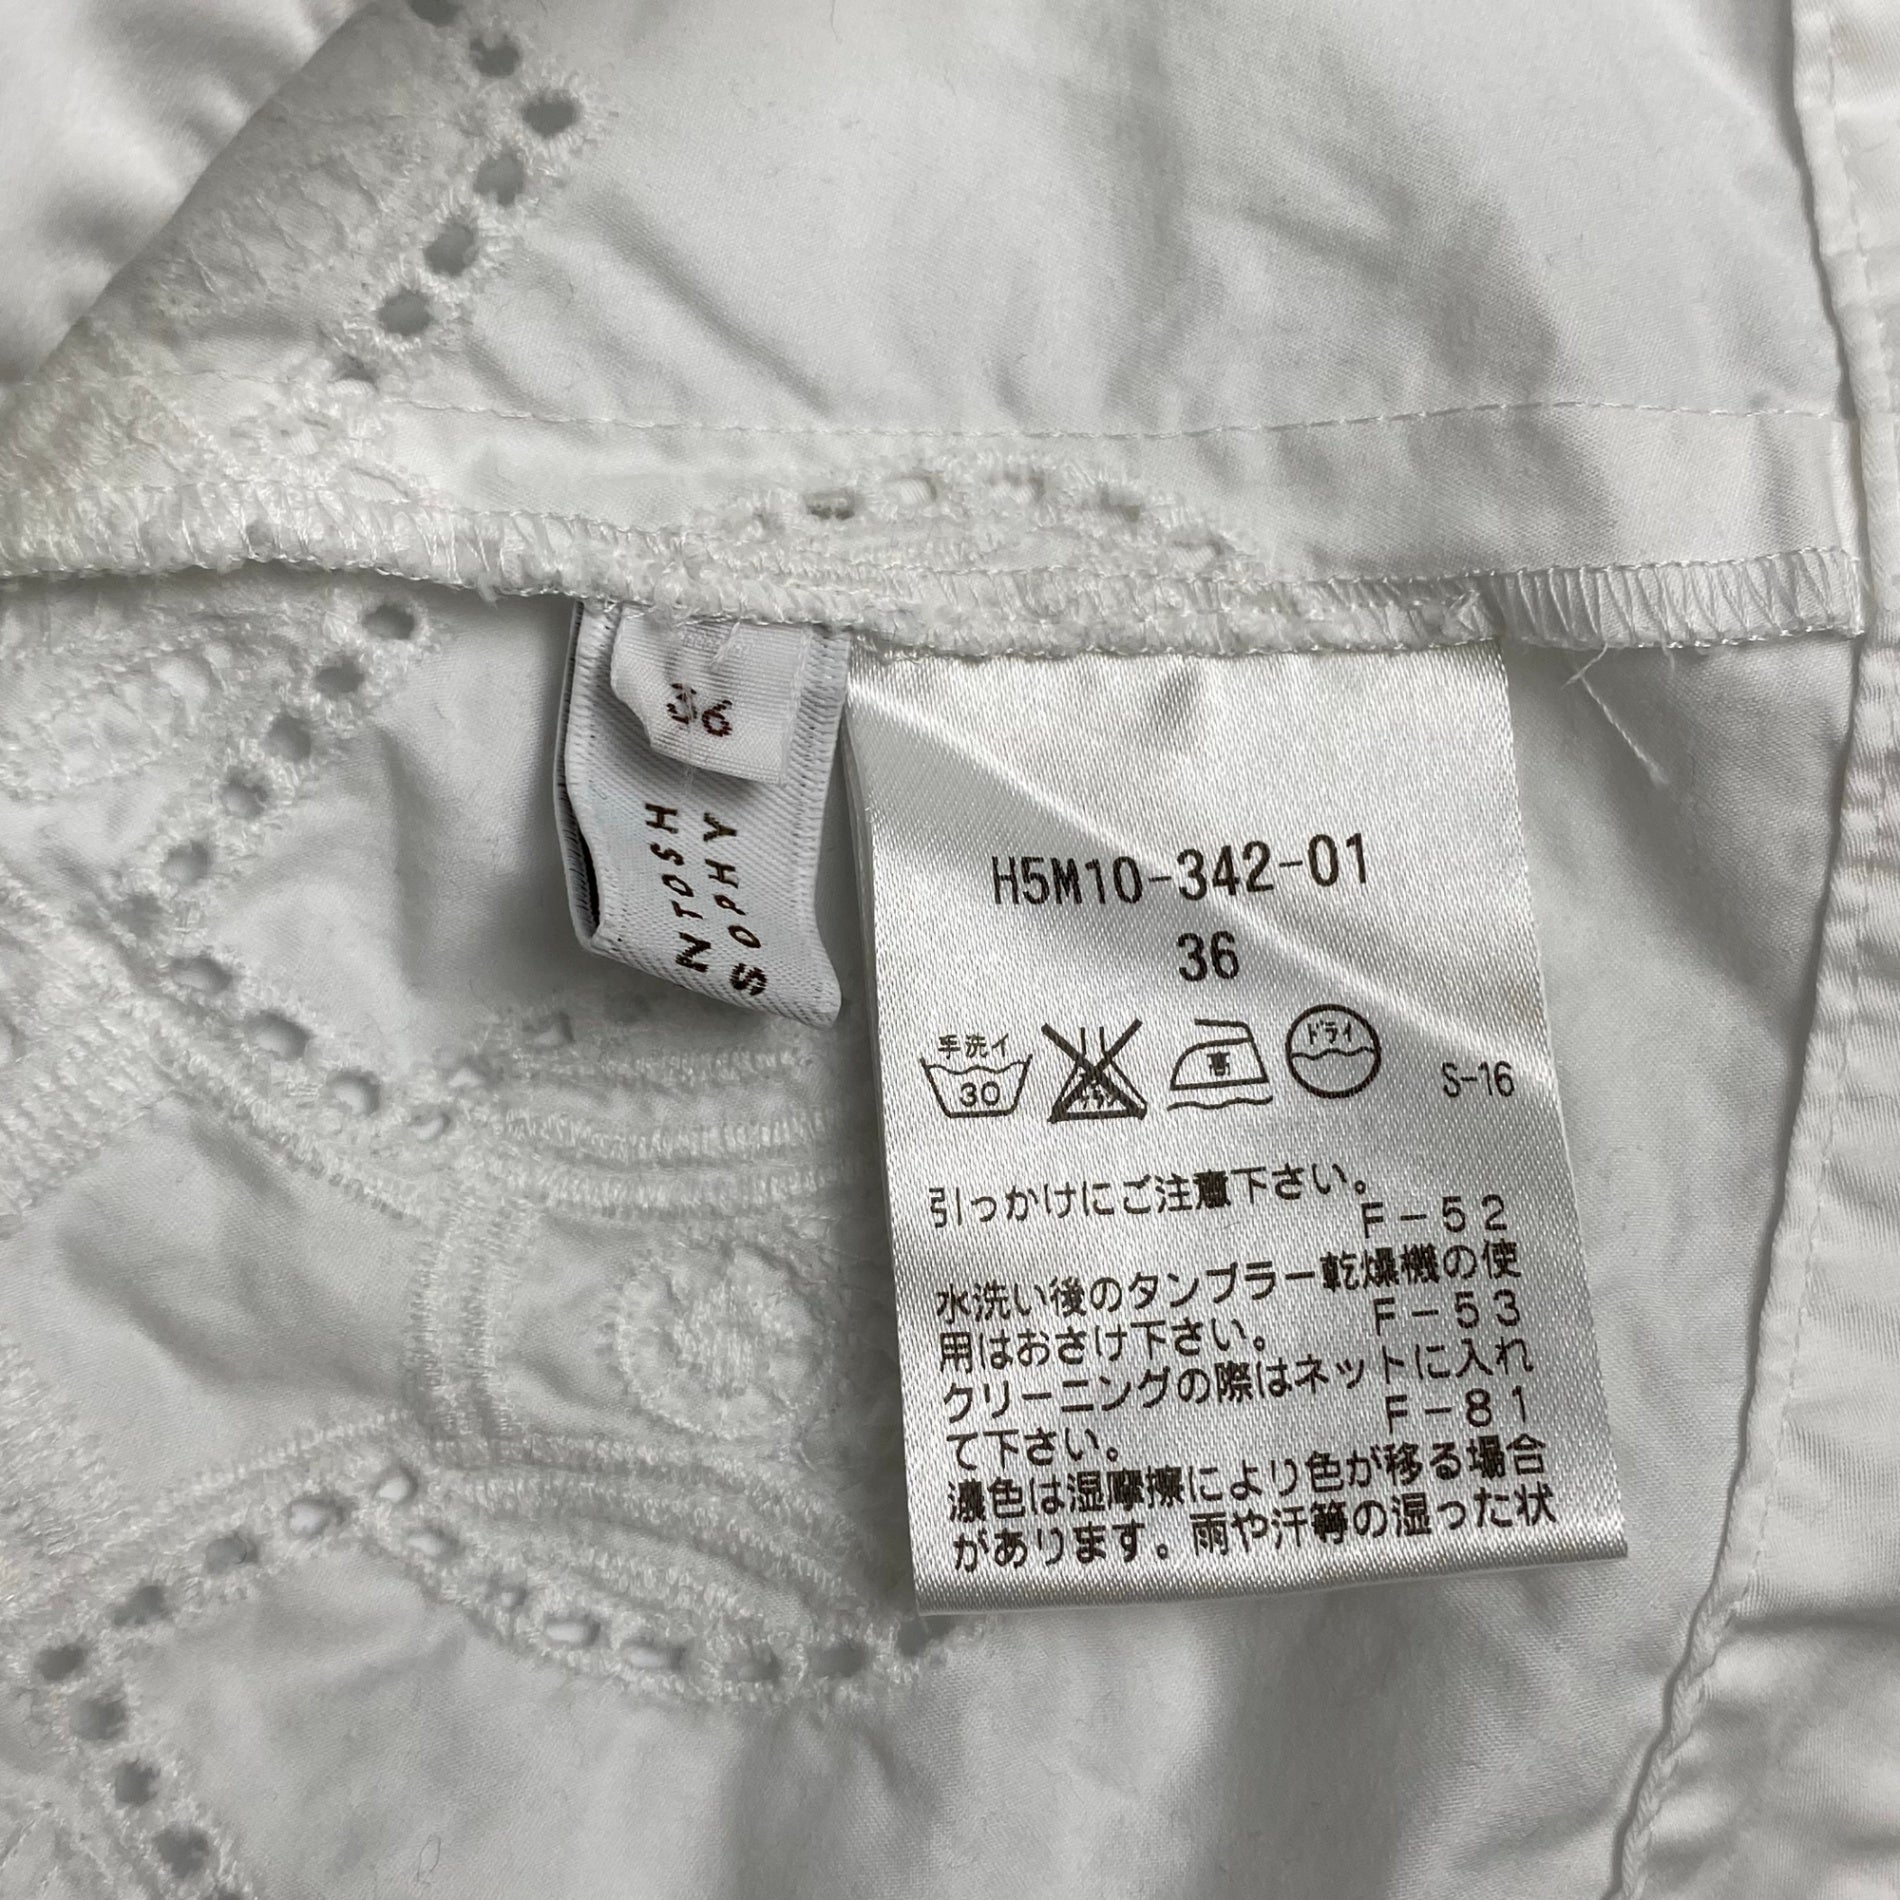 36
NTOSH
SOPHY
H5M10-342-01
36
手洗イ
30
エンソ
高
ドライ
S-16
引っかけにご注意下さい。
F-52
水洗い後のタンブラー乾燥機の使
用はおさけ下さい。
F-53
クリーニングの際はネットに入れ
て下さい。
F-81
濃色は湿摩擦により色が移る場合
があります。雨や汗等の湿った状